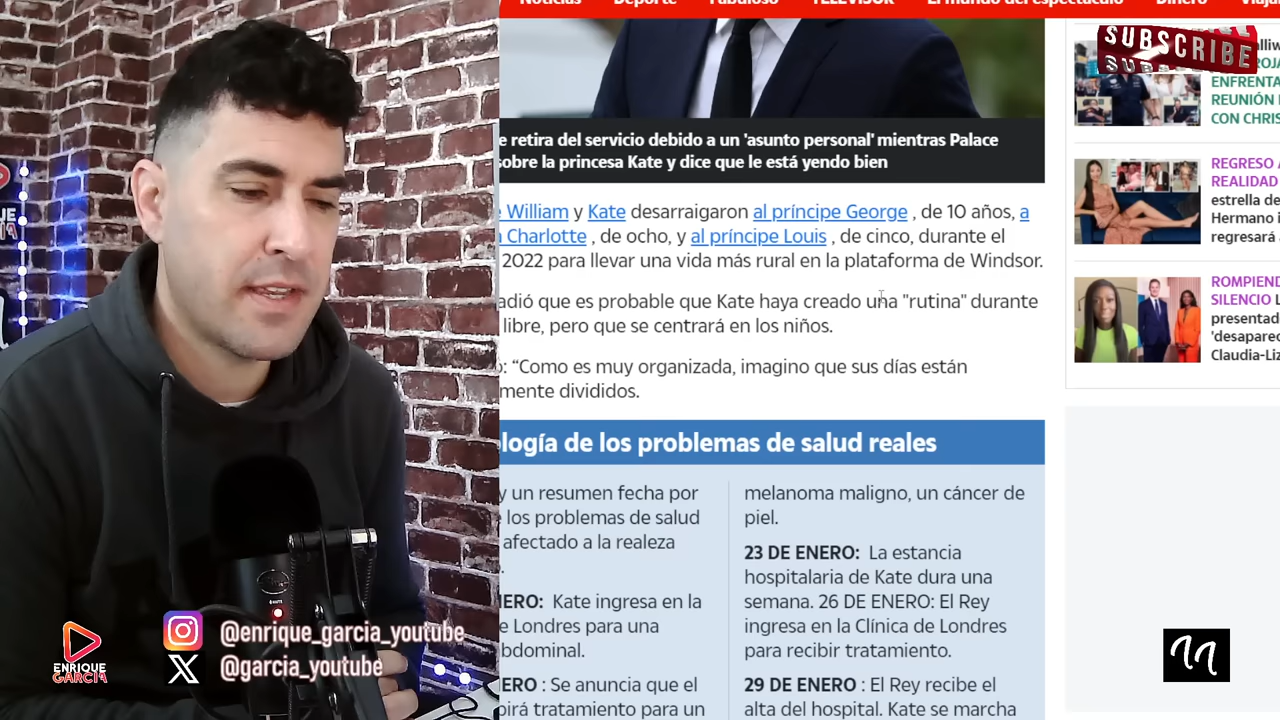 Noticias Deporte Fabuloso TELEVISOR El mundo del espectáculo Dinero
SUBSCRIBE
e retira del servicio debido a un 'asunto personal' mientras Palace
sobre la princesa Kate y dice que le está yendo bien
William y Kate desarraigaron al príncipe George , de 10 años, a
Charlotte , de ocho, y al príncipe Louis , de cinco, durante el
2022 para llevar una vida más rural en la plataforma de Windsor.
adió que es probable que Kate haya creado una "rutina" durante
libre, pero que se centrará en los niños.
: “Como es muy organizada, imagino que sus días están
mente divididos.
logía de los problemas de salud reales
y un resumen fecha por
los problemas de salud
afectado a la realeza
ERO: Kate ingresa en la
e Londres para una
bdominal.
ERO : Se anuncia que el
birá tratamiento para un
melanoma maligno, un cáncer de
piel.
23 DE ENERO: La estancia
hospitalaria de Kate dura una
semana. 26 DE ENERO: El Rey
ingresa en la Clínica de Londres
para recibir tratamiento.
29 DE ENERO : El Rey recibe el
alta del hospital. Kate se marcha
ENFRENTA
REUNIÓN
CON CHRIS
REGRESO A
REALIDAD
estrella de
Hermano
regresará
ROMPIEND
SILENCIO
presentad
'desaparec
Claudia-Liz
ENRIQUE
GARCIA
@enrique_garcia_youtube
@garcia_youtube